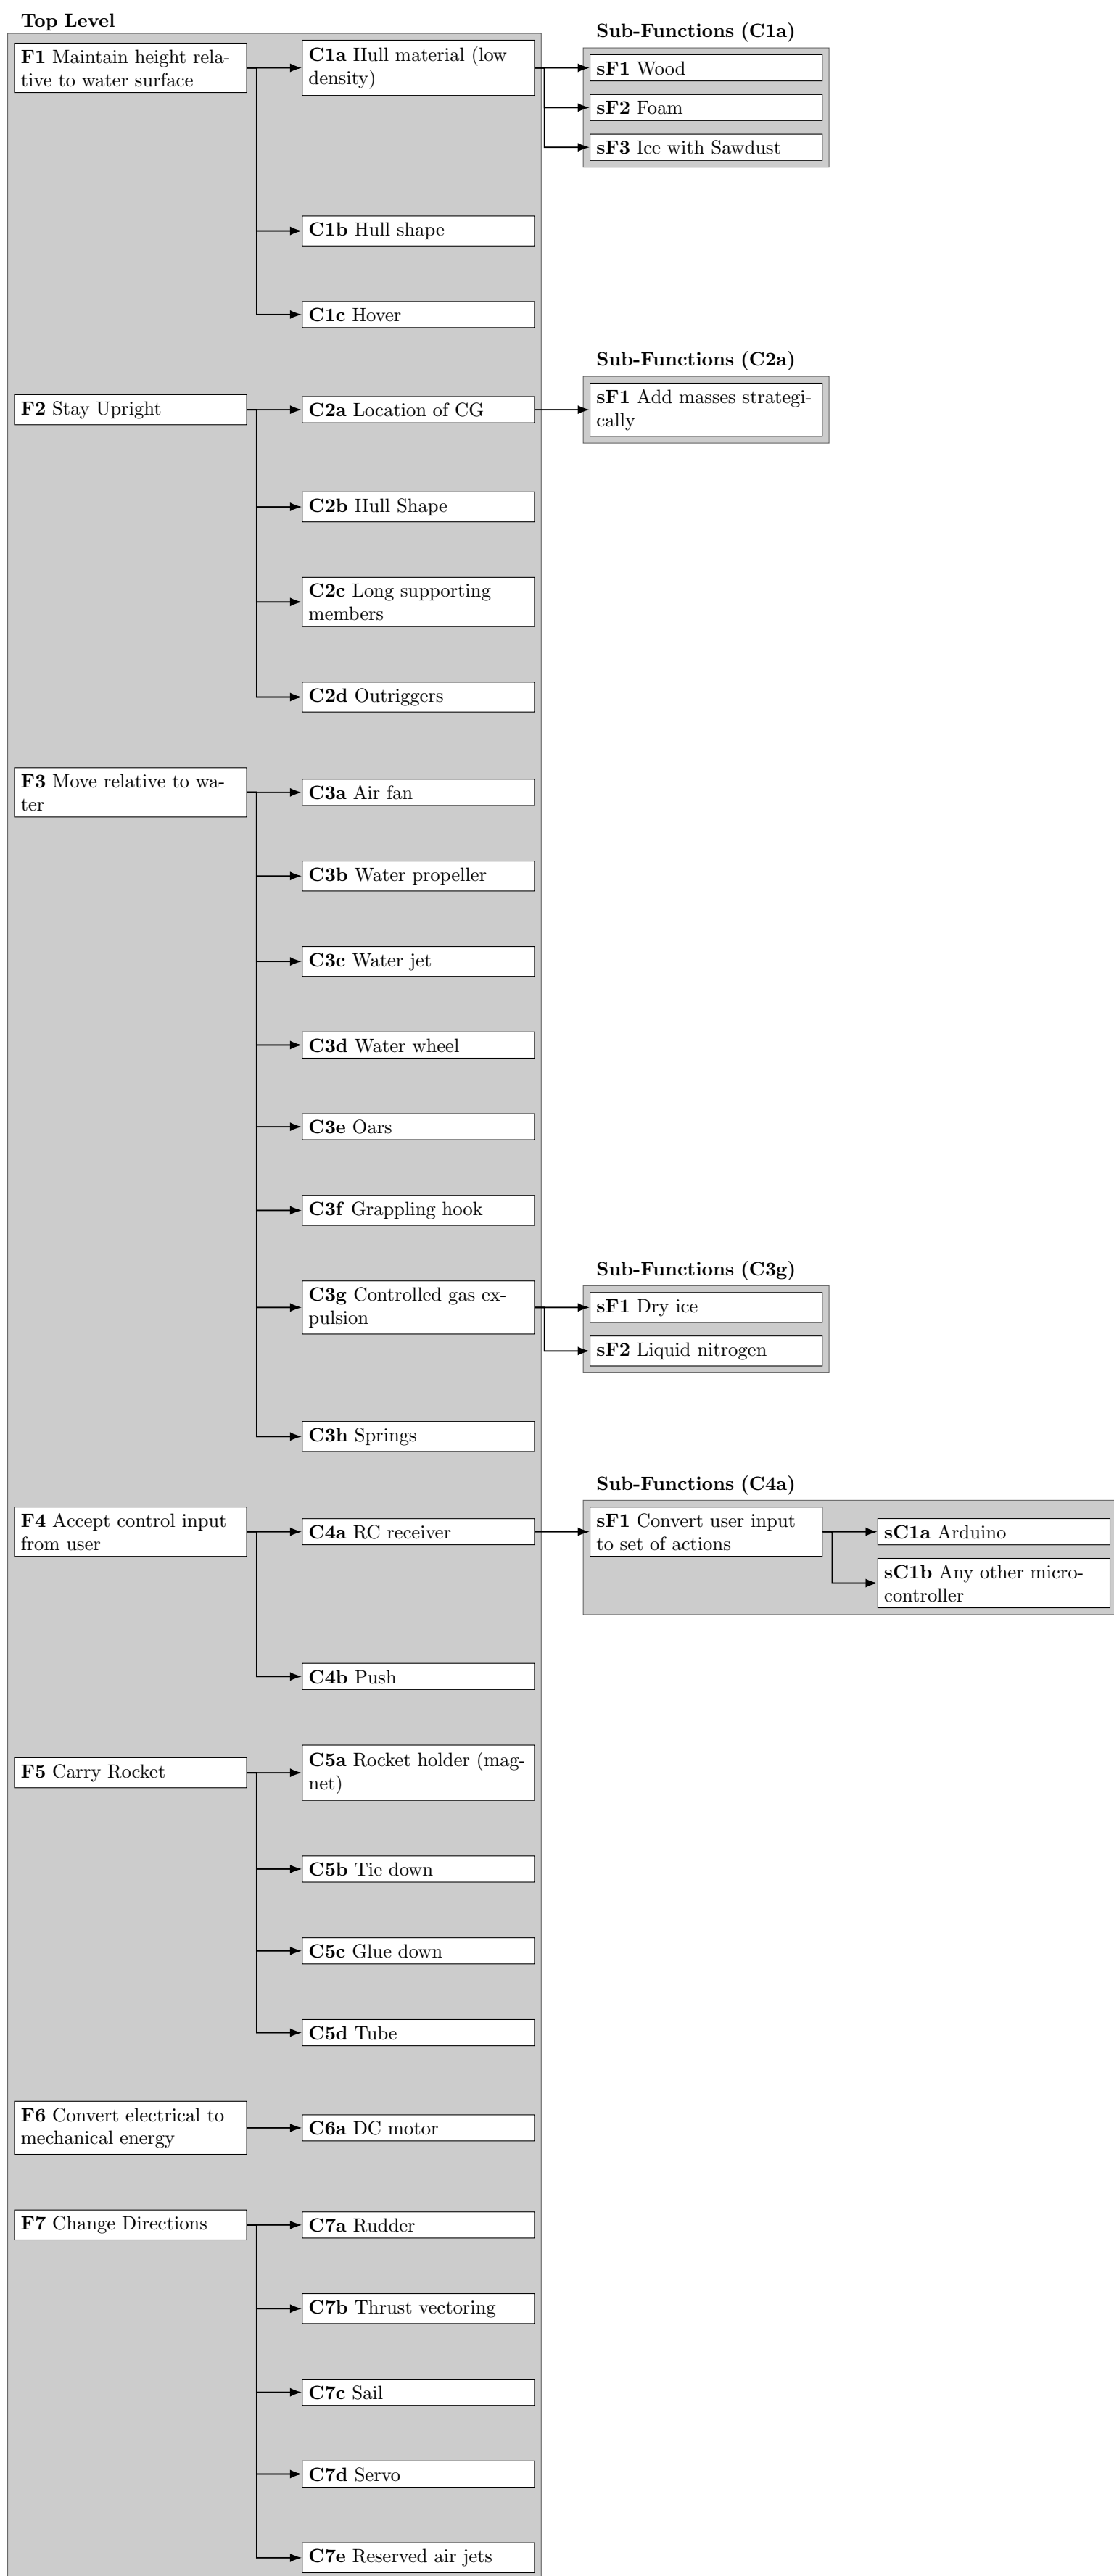 Top Level
F1 Maintain height rela-
tive to water surface
C1a Hull material (low
density)
Sub-Functions (C1a)
sF1 Wood
sF2 Foam
sF3 Ice with Sawdust
C1b Hull shape
C1c Hover
F2 Stay Upright
C2a Location of CG
Sub-Functions (C2a)
sF1 Add masses strategi-
cally
C2b Hull Shape
C2c Long supporting
members
C2d Outriggers
F3 Move relative to wa-
ter
C3a Air fan
C3b Water propeller
C3c Water jet
C3d Water wheel
C3e Oars
C3f Grappling hook
C3g Controlled gas ex-
pulsion
Sub-Functions (C3g)
sF1 Dry ice
sF2 Liquid nitrogen
C3h Springs
F4 Accept control input
from user
C4a RC receiver
Sub-Functions (C4a)
sF1 Convert user input
to set of actions
sC1a Arduino
sC1b Any other micro-
controller
C4b Push
F5 Carry Rocket
C5a Rocket holder (mag-
net)
C5b Tie down
C5c Glue down
C5d Tube
F6 Convert electrical to
mechanical energy
C6a DC motor
F7 Change Directions
C7a Rudder
C7b Thrust vectoring
C7c Sail
C7d Servo
C7e Reserved air jets